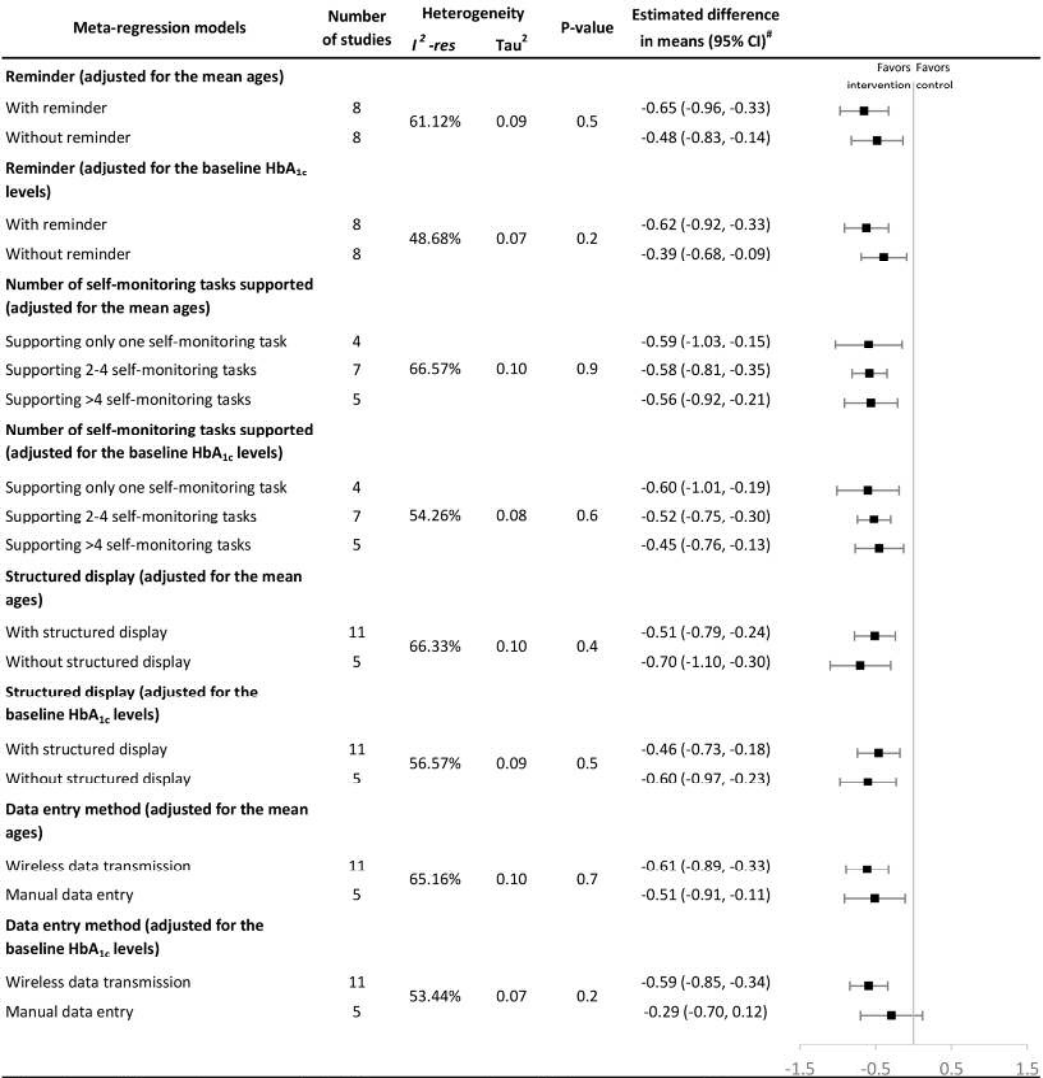 Meta-regression models Number of studies Heterogeneity I²-res Tau² P-value Estimated difference in means (95% CI)#
Favors Favors
intervention control
Reminder (adjusted for the mean ages)
With reminder 8 -0.65 (-0.96, -0.33)
61.12% 0.09 0.5
Without reminder 8 -0.48 (-0.83, -0.14)
Reminder (adjusted for the baseline HbA1c
levels)
With reminder 8 -0.62 (-0.92, -0.33)
48.68% 0.07 0.2
Without reminder 8 -0.39 (-0.68, -0.09)
Number of self-monitoring tasks supported
(adjusted for the mean ages)
Supporting only one self-monitoring task 4 -0.59 (-1.03, -0.15)
Supporting 2-4 self-monitoring tasks 7 66.57% 0.10 0.9 -0.58 (-0.81, -0.35)
Supporting >4 self-monitoring tasks 5 -0.56 (-0.92, -0.21)
Number of self-monitoring tasks supported
(adjusted for the baseline HbA1c levels)
Supporting only one self-monitoring task 4 -0.60 (-1.01, -0.19)
Supporting 2-4 self-monitoring tasks 7 54.26% 0.08 0.6 -0.52 (-0.75, -0.30)
Supporting >4 self-monitoring tasks 5 -0.45 (-0.76, -0.13)
Structured display (adjusted for the mean
ages)
With structured display 11 -0.51 (-0.79, -0.24)
66.33% 0.10 0.4
Without structured display 5 -0.70 (-1.10, -0.30)
Structured display (adjusted for the
baseline HbA1c levels)
With structured display 11 -0.46 (-0.73, -0.18)
56.57% 0.09 0.5
Without structured display 5 -0.60 (-0.97, -0.23)
Data entry method (adjusted for the mean
ages)
Wireless data transmission 11 -0.61 (-0.89, -0.33)
65.16% 0.10 0.7
Manual data entry 5 -0.51 (-0.91, -0.11)
Data entry method (adjusted for the
baseline HbA1c levels)
Wireless data transmission 11 -0.59 (-0.85, -0.34)
53.44% 0.07 0.2
Manual data entry 5 -0.29 (-0.70, 0.12)
-1.5 -0.5 0.5 1.5